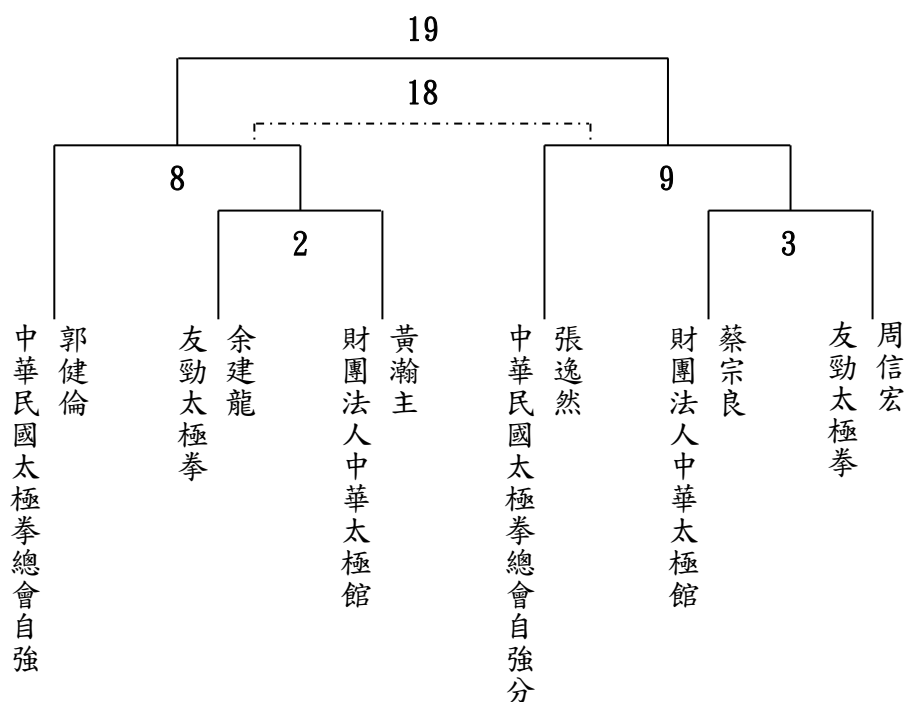 19
18
8
9
2
3
郭健倫
中華民國太極拳總會自強
余建龍
友勁太極拳
黃瀚主
財團法人中華太極館
張逸然
中華民國太極拳總會自強分
蔡宗良
財團法人中華太極館
周信宏
友勁太極拳